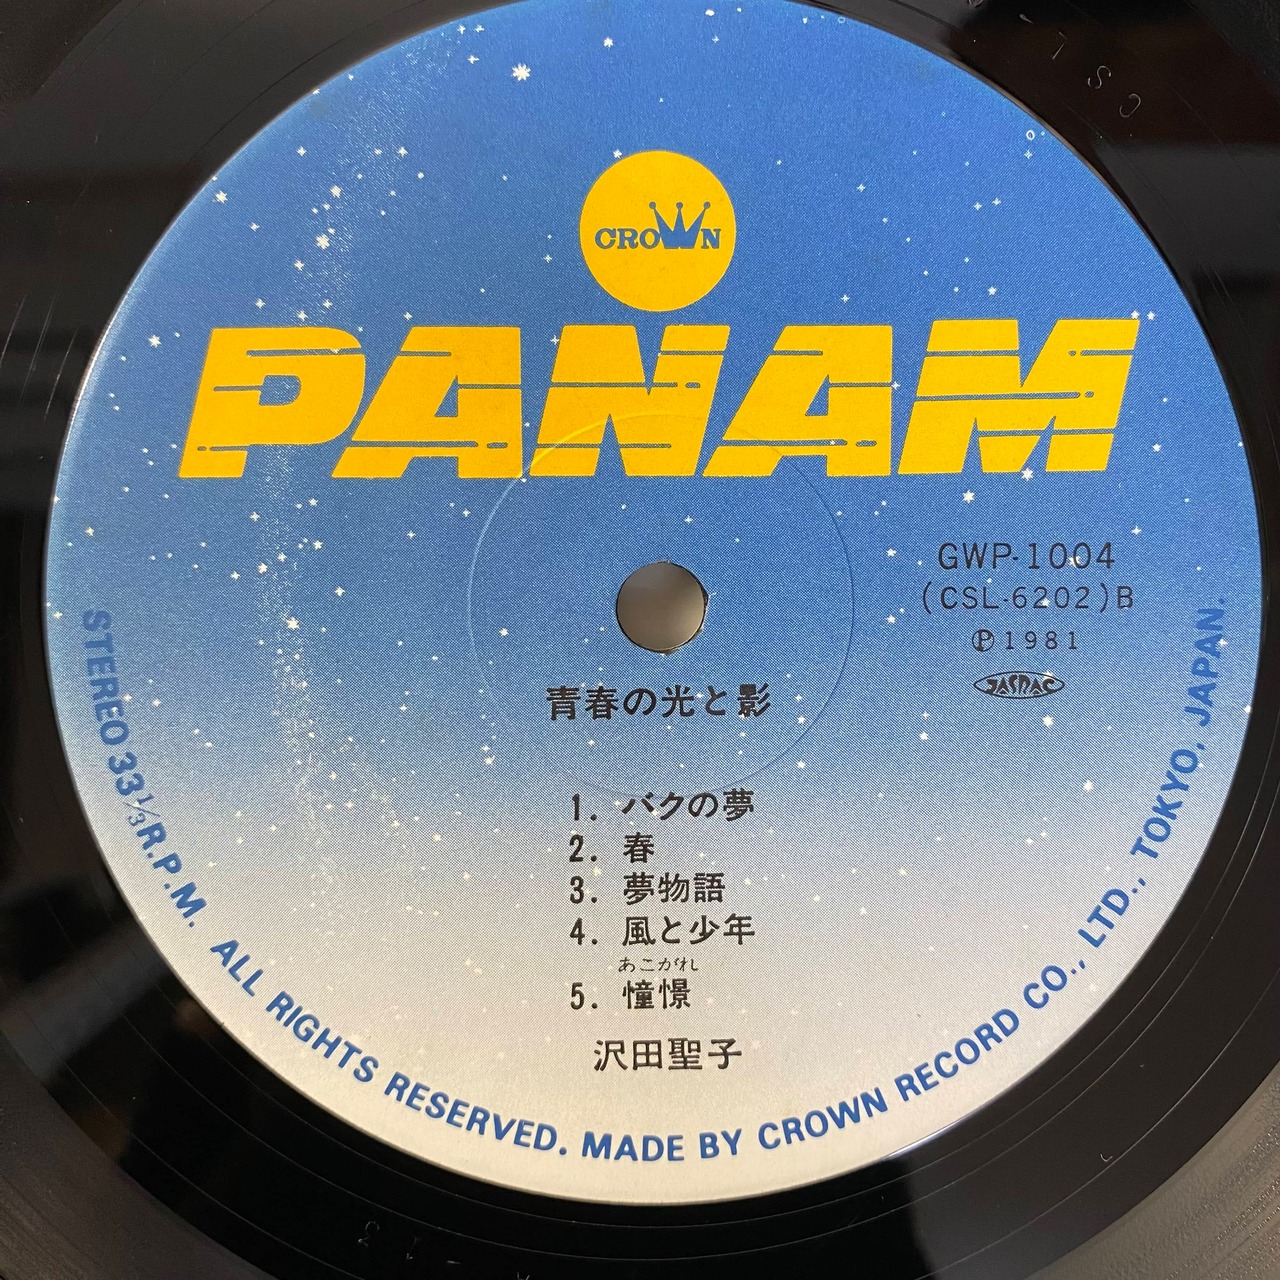 CROWN
PANAM
GWP-1004
(CSL-6202)B
Ⓟ1981
JASRAC
青春の光と影
1. バクの夢
2. 春
3. 夢物語
4. 風と少年
あこがれ
5. 憧憬
沢田聖子
STEREO 33⅓R.P.M. ALL RIGHTS RESERVED. MADE BY CROWN RECORD CO., LTD., TOKYO, JAPAN.